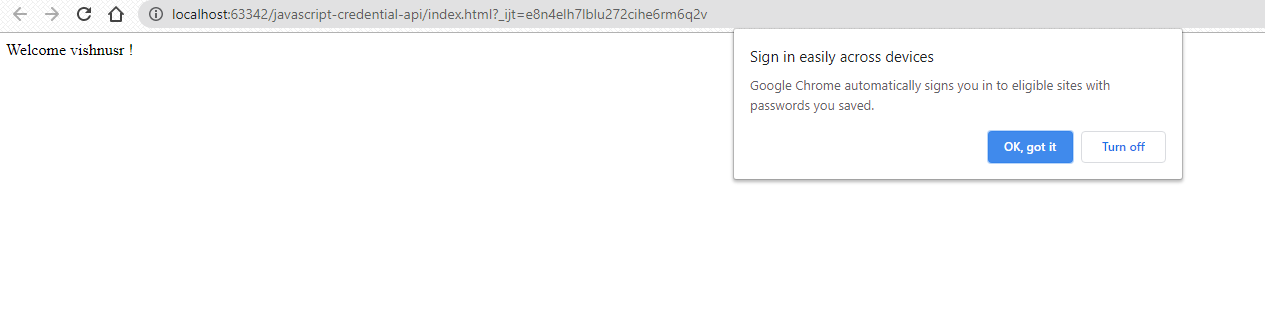 localhost:63342/javascript-credential-api/index.html?_ijt=e8n4elh7lblu272cihe6rm6q2v
Welcome vishnusr !
Sign in easily across devices
Google Chrome automatically signs you in to eligible sites with
passwords you saved.
OK, got it
Turn off